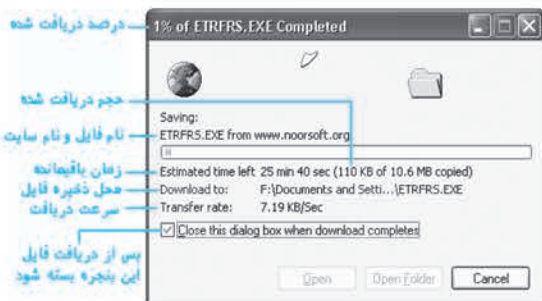 درصد دریافت شده
1% of ETRFRS.EXE Completed
حجم دریافت شده
Saving:
نام فایل و نام سایت
ETRFRS.EXE from www.noorsoft.org
زمان باقیمانده
Estimated time left 25 min 40 sec (110 KB of 10.6 MB copied)
محل ذخیره فایل
Download to: F:\Documents and Setti...\ETRFRS.EXE
سرعت دریافت
Transfer rate: 7.19 KB/Sec
Close this dialog box when download completes
پس از دریافت فایل
این پنجره بسته شود
Open Open Folder Cancel